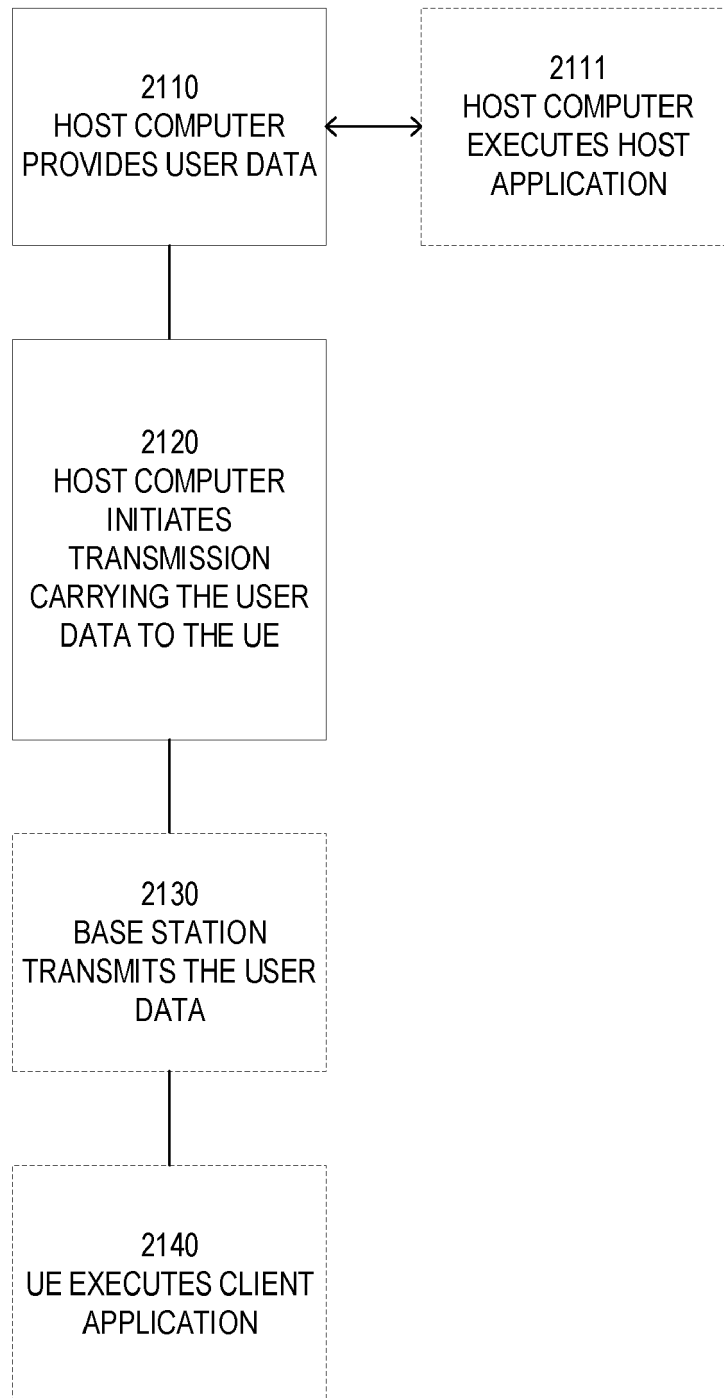 2110
HOST COMPUTER
PROVIDES USER DATA
2111
HOST COMPUTER
EXECUTES HOST
APPLICATION
2120
HOST COMPUTER
INITIATES
TRANSMISSION
CARRYING THE USER
DATA TO THE UE
2130
BASE STATION
TRANSMITS THE USER
DATA
2140
UE EXECUTES CLIENT
APPLICATION